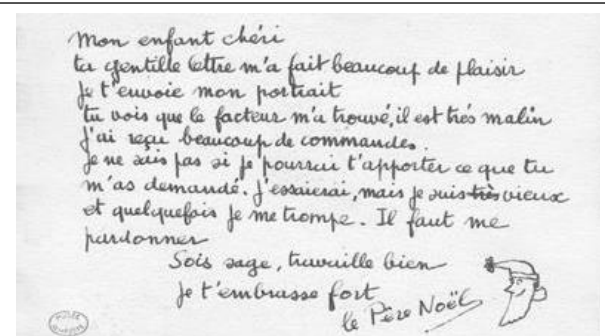 Mon enfant chéri
ta gentille lettre m'a fait beaucoup de plaisir
Je t'envoie mon portrait
tu vois que le facteur m'a trouvé, il est très malin
J'ai reçu beaucoup de commandes.
Je ne sais pas si je pourrai t'apporter ce que tu
m'as demandé. J'essaierai, mais je suis très vieux
et quelquefois je me trompe. Il faut me
pardonner
Sois sage, travaille bien
Je t'embrasse fort
le Père Noël